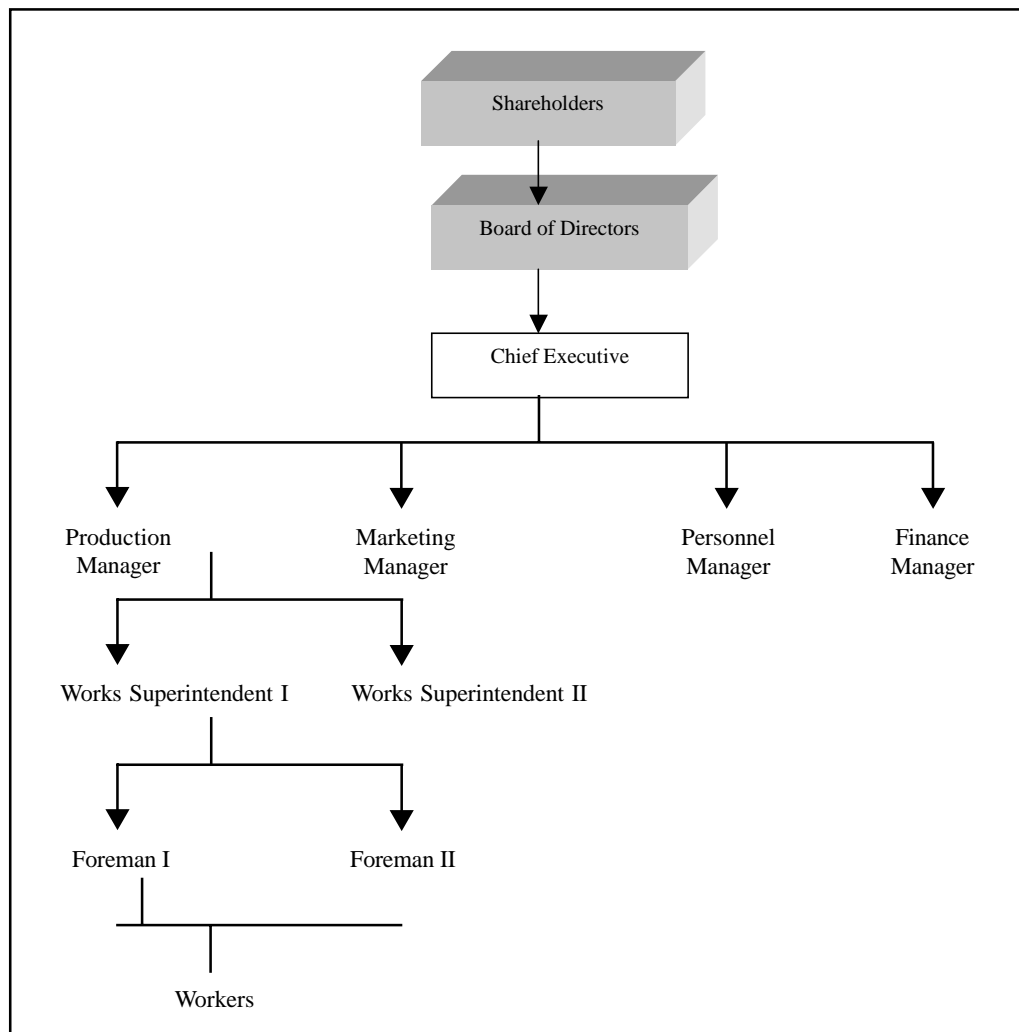 Shareholders
Board of Directors
Chief Executive
Production
Manager
Marketing
Manager
Personnel
Manager
Finance
Manager
Works Superintendent I
Works Superintendent II
Foreman I
Foreman II
Workers